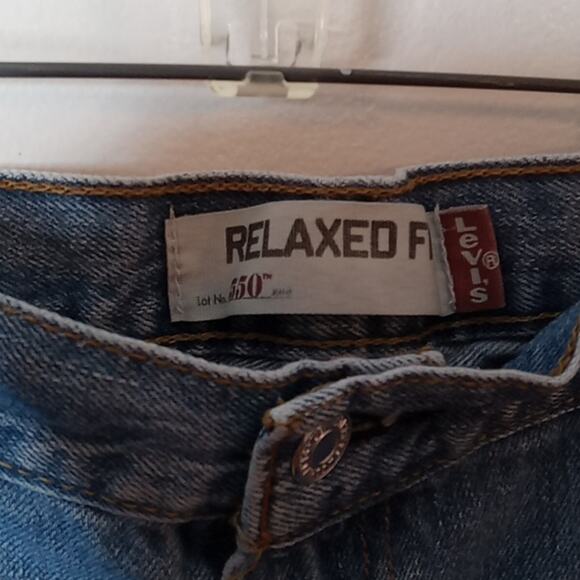 RELAXED FI
Levi's®
Lot No. 550™